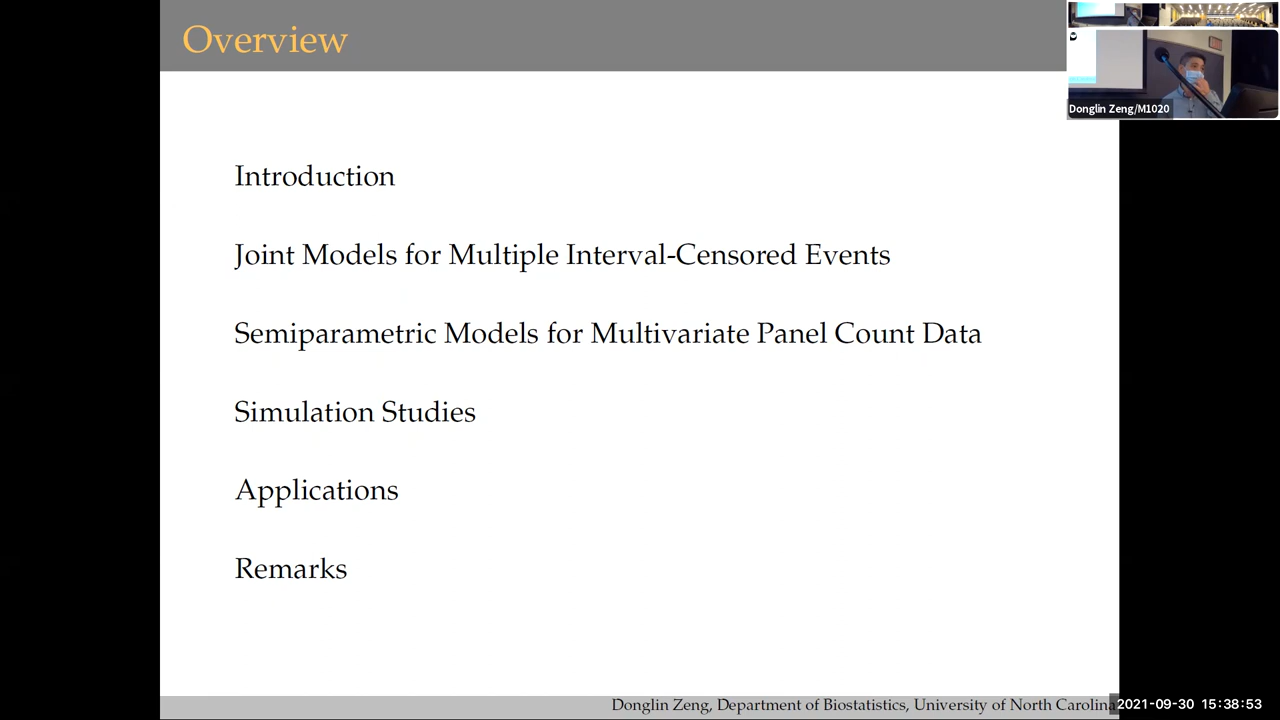 Overview
Donglin Zeng/M1020
Introduction
Joint Models for Multiple Interval-Censored Events
Semiparametric Models for Multivariate Panel Count Data
Simulation Studies
Applications
Remarks
Donglin Zeng, Department of Biostatistics, University of North Carolina
2021-09-30 15:38:53